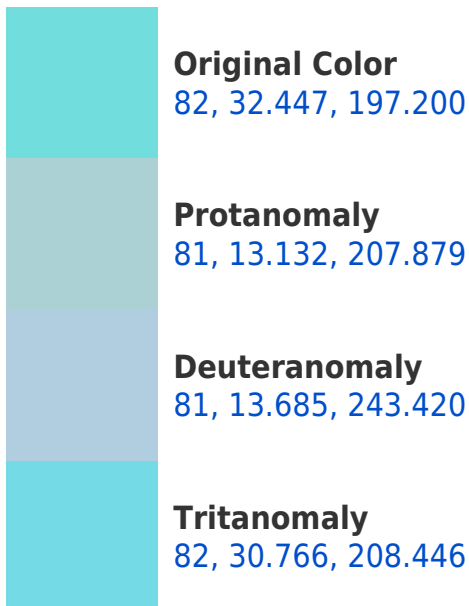 Original Color
82, 32.447, 197.200
Protanomaly
81, 13.132, 207.879
Deuteranomaly
81, 13.685, 243.420
Tritanomaly
82, 30.766, 208.446